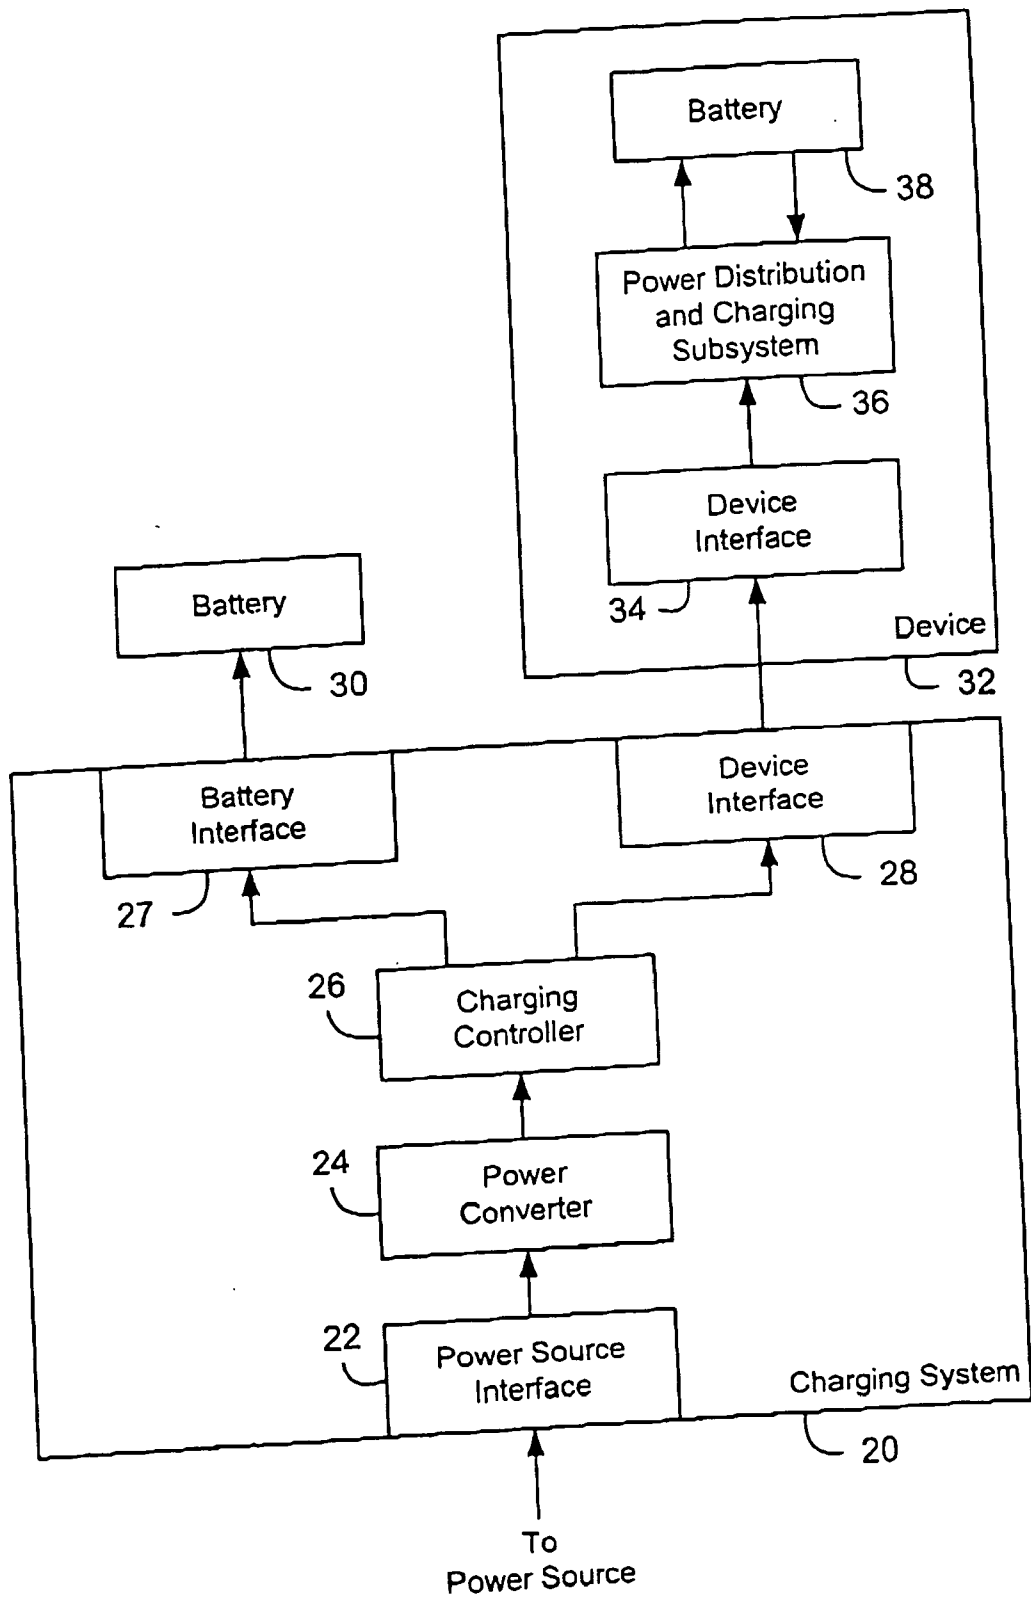 Battery
38
Power Distribution
and Charging
Subsystem
36
Device
Interface
34
Device
32
Battery
30
Battery
Interface
27
Device
Interface
28
26
Charging
Controller
24
Power
Converter
22
Power Source
Interface
Charging System
20
To
Power Source